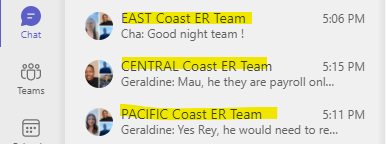 Chat
Teams
EAST Coast ER Team 5:06 PM
Cha: Good night team !
CENTRAL Coast ER Team 5:15 PM
Geraldine: Mau, he they are payroll onl...
PACIFIC Coast ER Team 5:11 PM
Geraldine: Yes Rey, he would need to re...